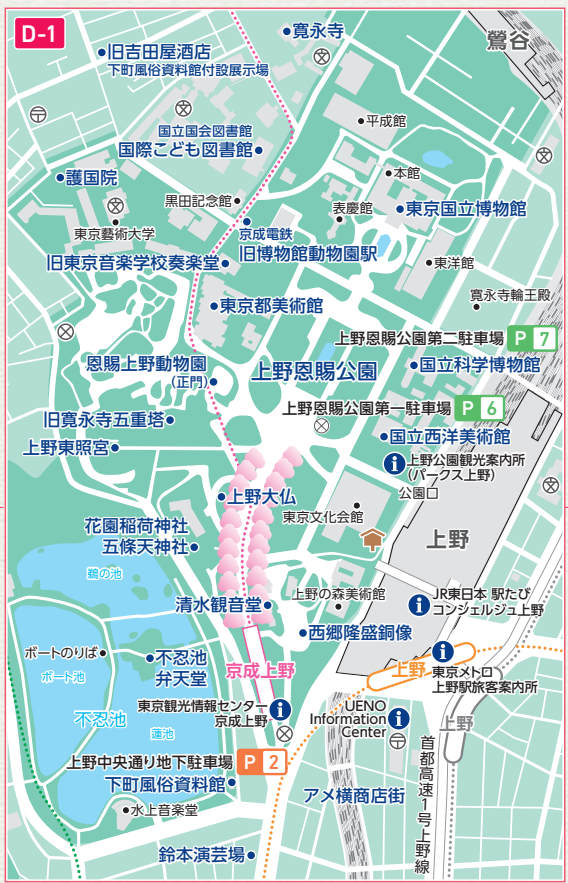 D-1
寛永寺
鶯谷
旧吉田屋酒店
下町風俗資料館付設展示場
平成館
国立国会図書館
国際こども図書館
本館
護国院
黒田記念館
表慶館
東京国立博物館
東京藝術大学
京成電鉄
旧博物館動物園駅
旧東京音楽学校奏楽堂
東洋館
寛永寺輪王殿
東京都美術館
上野恩賜公園第二駐車場
P 7
恩賜上野動物園
(正門)
上野恩賜公園
国立科学博物館
上野恩賜公園第一駐車場
P 6
旧寛永寺五重塔
国立西洋美術館
上野東照宮
上野公園観光案内所
(パークス上野)
公園口
上野大仏
東京文化会館
花園稲荷神社
五條天神社
上野
鵜の池
上野の森美術館
JR東日本 駅たび
コンシェルジュ上野
清水観音堂
西郷隆盛銅像
ボートのりば
ボート池
不忍池
弁天堂
京成上野
上野
東京メトロ
上野駅旅客案内所
東京観光情報センター
京成上野
UENO
Information
Center
上野
不忍池
蓮池
上野中央通り地下駐車場
P 2
下町風俗資料館
アメ横商店街
首都高速1号上野線
水上音楽堂
鈴本演芸場